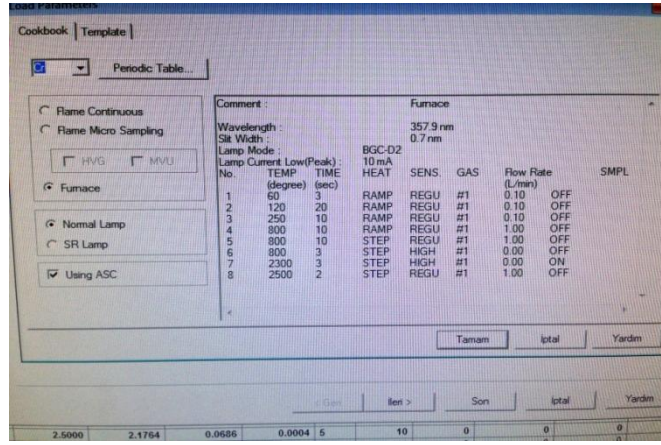 Load Parameters
Cookbook Template
Cr Periodic Table...
Flame Continuous
Flame Micro Sampling
HVG MVU
Furnace
Normal Lamp
SR Lamp
Using ASC
Comment : Furnace
Wavelength : 357.9 nm
Slit Width : 0.7 nm
Lamp Mode : BGC-D2
Lamp Current Low(Peak) : 10 mA
No. TEMP TIME HEAT SENS. GAS Flow Rate SMPL
(degree) (sec) (L/min)
1 60 3 RAMP REGU #1 0.10 OFF
2 120 20 RAMP REGU #1 0.10 OFF
3 250 10 RAMP REGU #1 0.10 OFF
4 800 10 RAMP REGU #1 1.00 OFF
5 800 10 STEP REGU #1 1.00 OFF
6 800 3 STEP HIGH #1 0.00 OFF
7 2300 3 STEP HIGH #1 0.00 ON
8 2500 2 STEP REGU #1 1.00 OFF
Tamam İptal Yardım
< Geri İleri > Son İptal Yardım
2.5000 2.1764 0.0686 0.0004 5 10 0 0 0